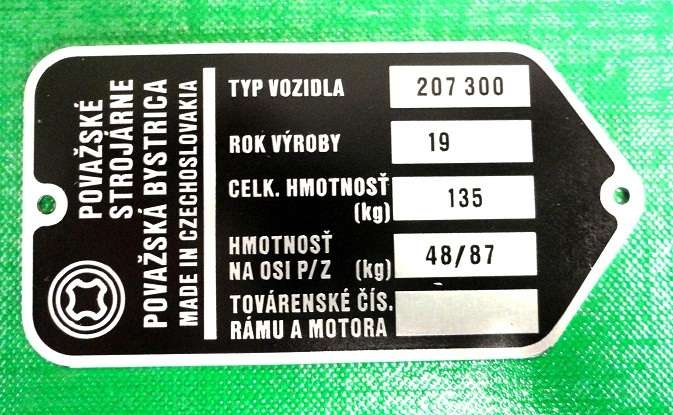 POVAŽSKÉ
STROJÁRNE
POVAŽSKÁ BYSTRICA
MADE IN CZECHOSLOVAKIA
TYP VOZIDLA 207 300
ROK VÝROBY 19
CELK. HMOTNOSŤ
(kg) 135
HMOTNOSŤ
NA OSI P/Z (kg) 48/87
TOVÁRENSKÉ ČÍS.
RÁMU A MOTORA